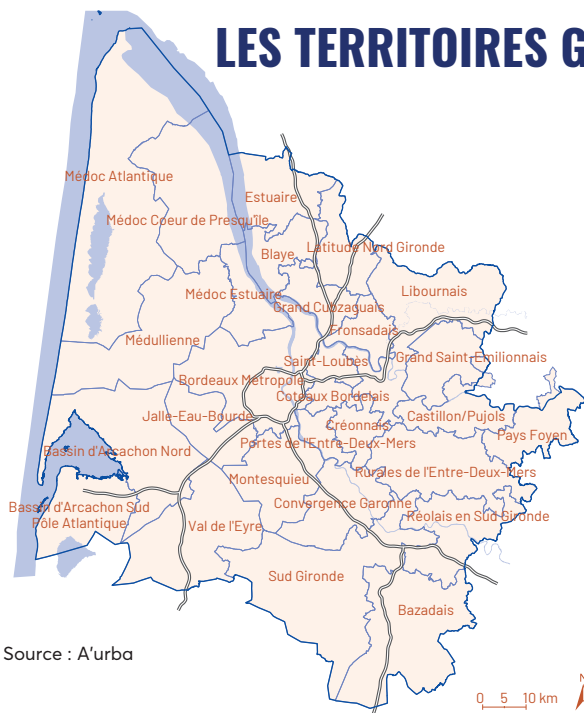 LES TERRITOIRES G
Médoc Atlantique
Estuaire
Médoc Coeur de Presqu'île
Latitude Nord Gironde
Blaye
Libournais
Médoc Estuaire
Grand Cubzaguais
Fronsadais
Médullienne
Grand Saint-Emilionnais
Saint-Loubès
Bordeaux Métropole
Coteaux Bordelais
Jalle-Eau-Bourde
Castillon/Pujols
Créonnais
Pays Foyen
Portes de l'Entre-Deux-Mers
Bassin d'Arcachon Nord
Rurales de l'Entre-Deux-Mers
Montesquieu
Convergence Garonne
Bassin d'Arcachon Sud
Pôle Atlantique
Réolais en Sud Gironde
Val de l'Eyre
Sud Gironde
Bazadais
Source : A'urba
0 5 10 km
N